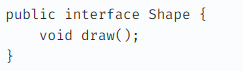 public interface Shape {
    void draw();
}